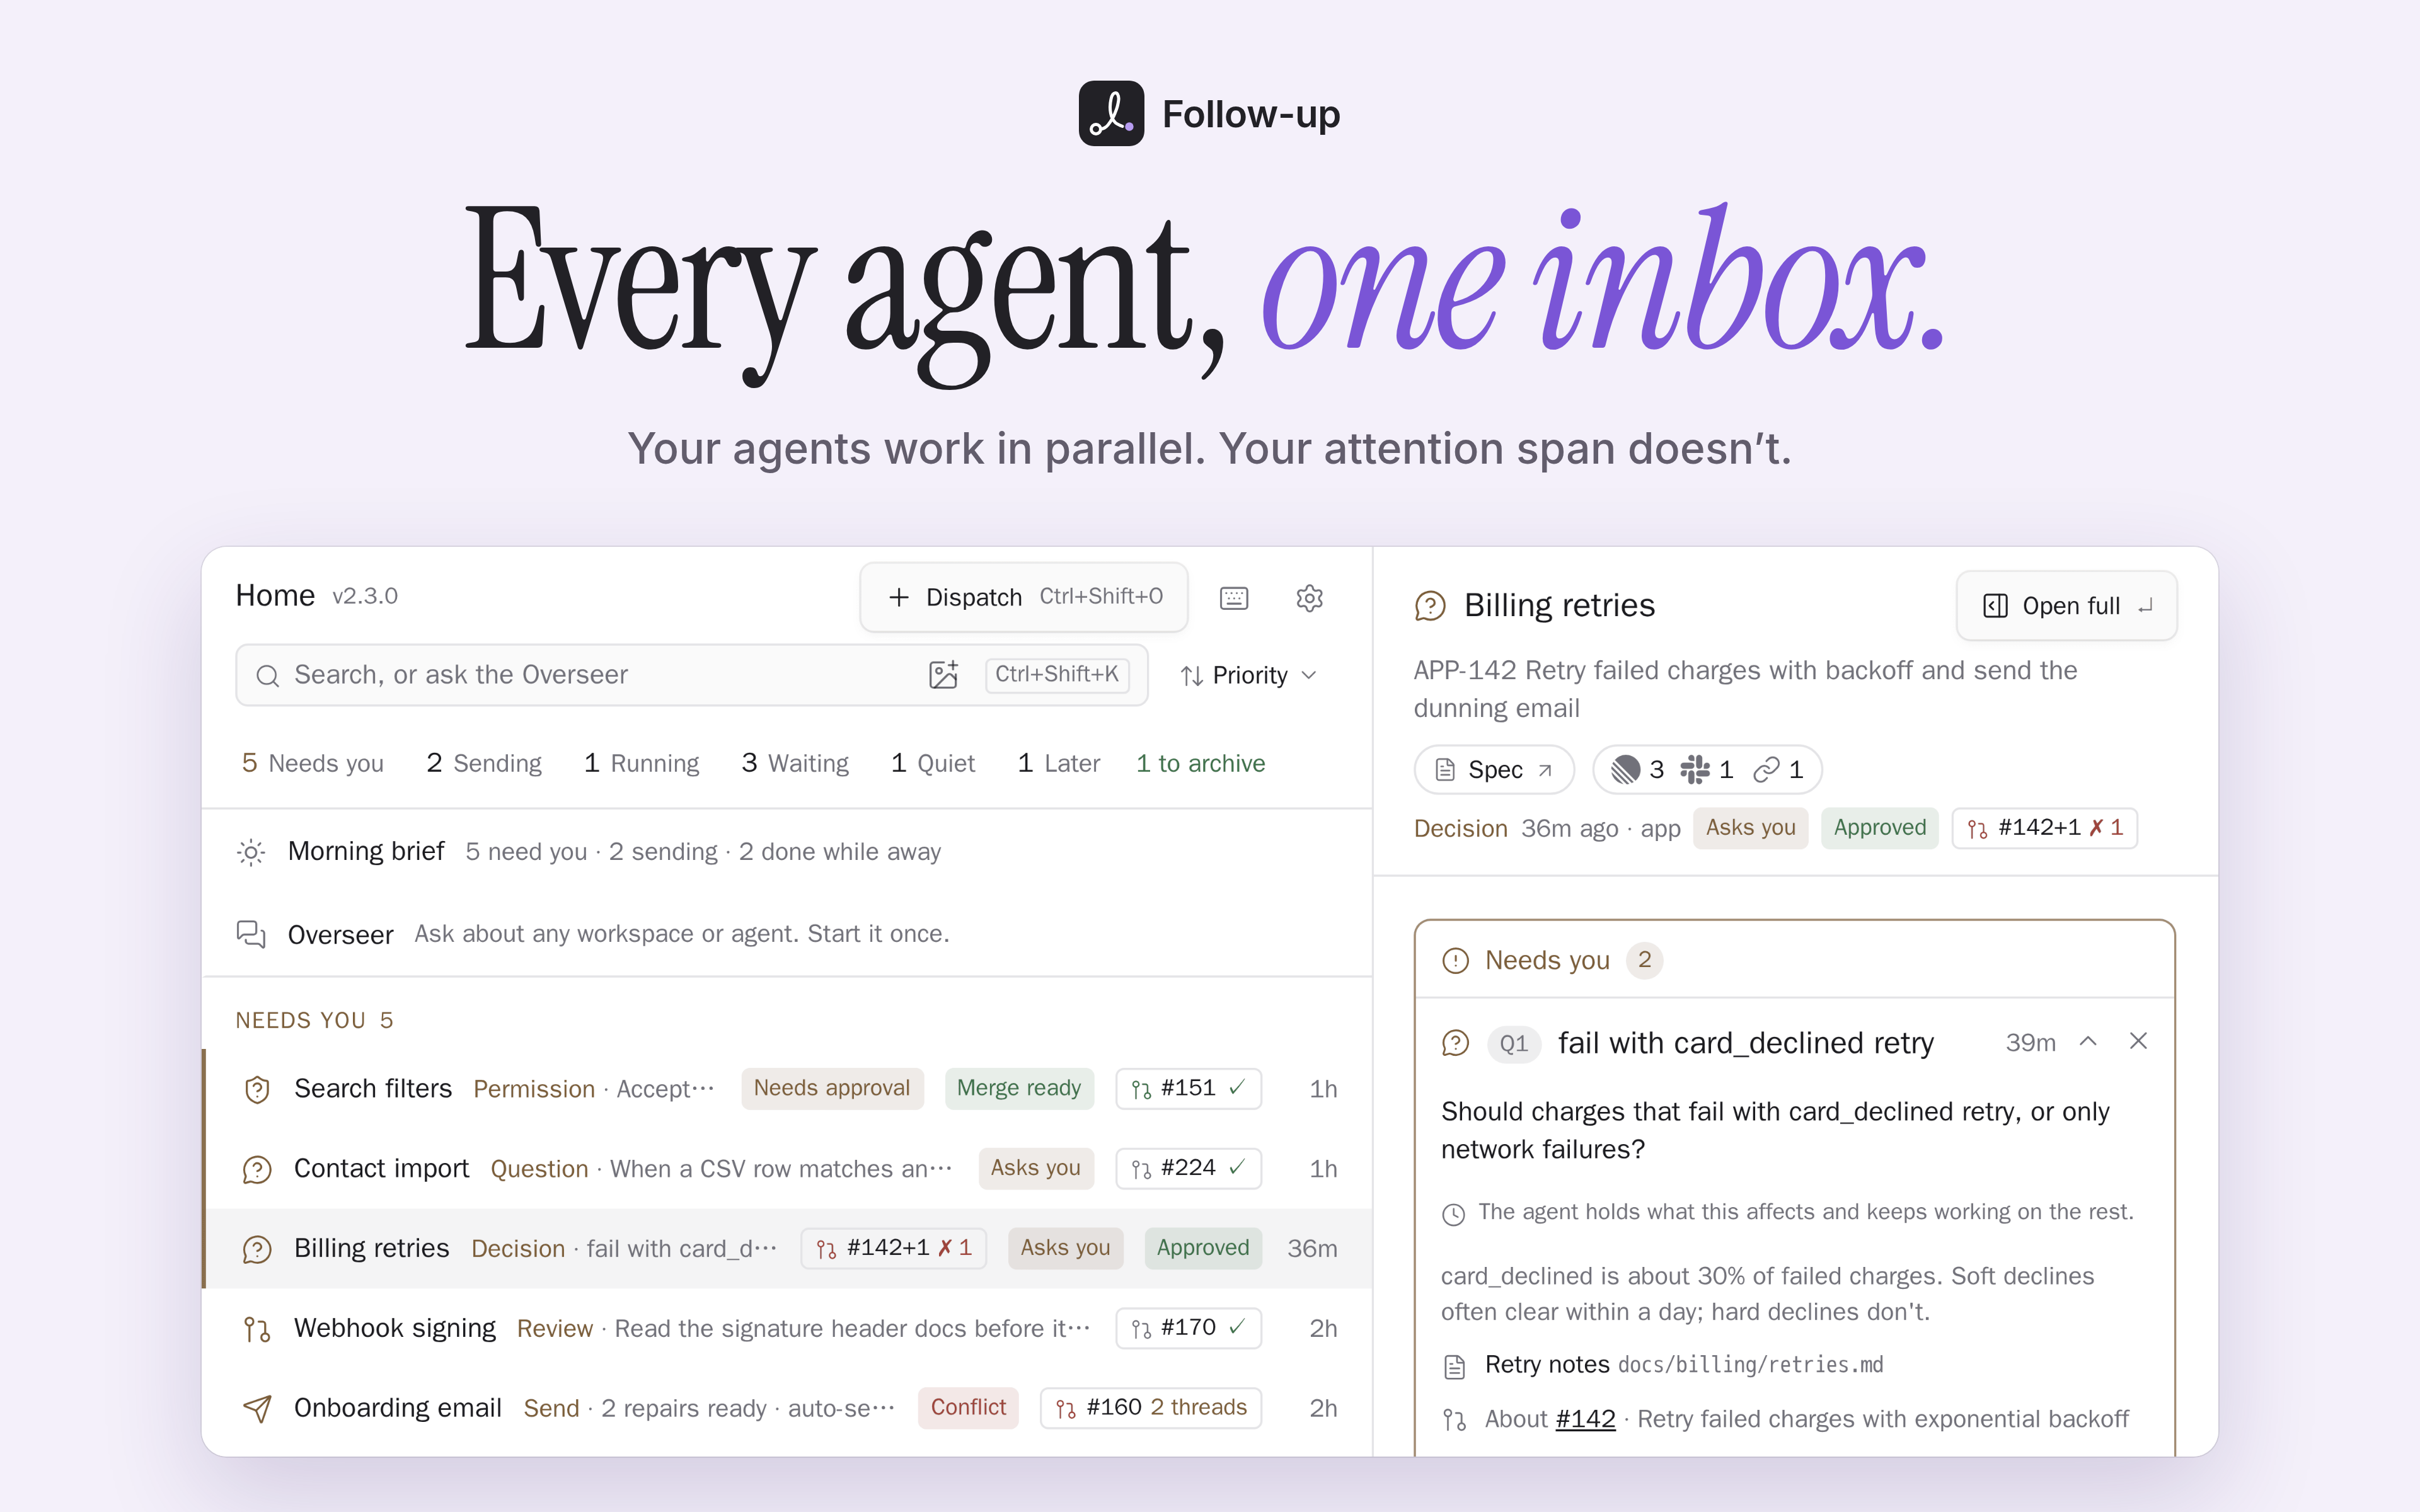 Follow-up
Every agent, one inbox.
Your agents work in parallel. Your attention span doesn’t.
Home v2.3.0
+ Dispatch Ctrl+Shift+O
Search, or ask the Overseer Ctrl+Shift+K
Priority
5 Needs you 2 Sending 1 Running 3 Waiting 1 Quiet 1 Later 1 to archive
Morning brief 5 need you · 2 sending · 2 done while away
Overseer Ask about any workspace or agent. Start it once.
NEEDS YOU 5
Search filters Permission · Accept··· Needs approval Merge ready #151 ✓ 1h
Contact import Question · When a CSV row matches an··· Asks you #224 ✓ 1h
Billing retries Decision · fail with card_d··· #142+1 ✗ 1 Asks you Approved 36m
Webhook signing Review · Read the signature header docs before it··· #170 ✓ 2h
Onboarding email Send · 2 repairs ready · auto-se··· Conflict #160 2 threads 2h
Billing retries
Open full
APP-142 Retry failed charges with backoff and send the
dunning email
Spec 3 1 1
Decision 36m ago · app Asks you Approved #142+1 ✗ 1
Needs you 2
Q1 fail with card_declined retry 39m
Should charges that fail with card_declined retry, or only
network failures?
The agent holds what this affects and keeps working on the rest.
card_declined is about 30% of failed charges. Soft declines
often clear within a day; hard declines don't.
Retry notes docs/billing/retries.md
About #142 · Retry failed charges with exponential backoff